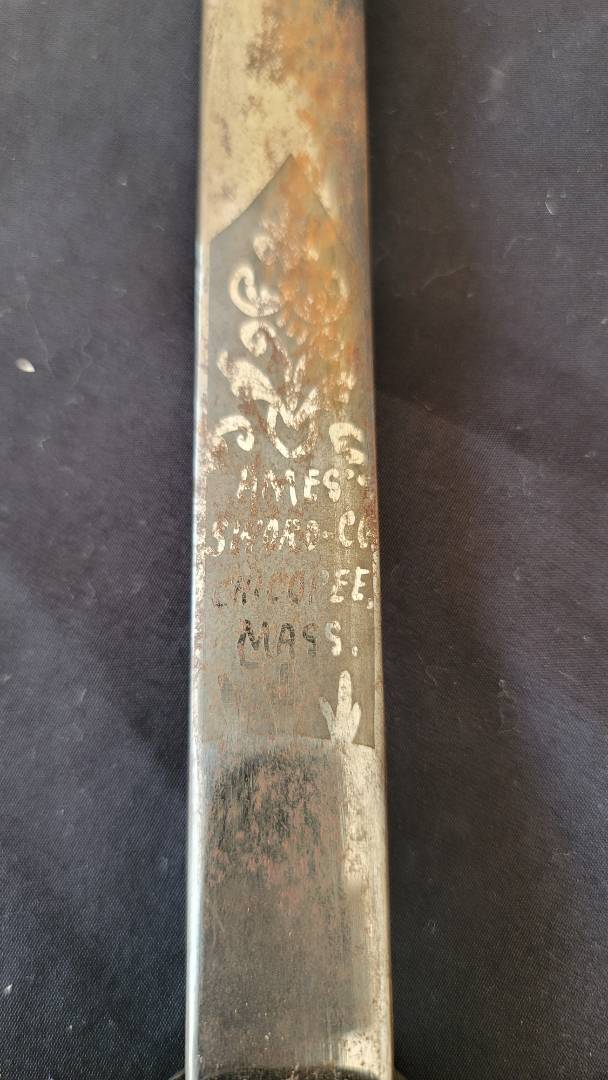 AMES'
SWORD-CO
CHICOPEE,
MASS.